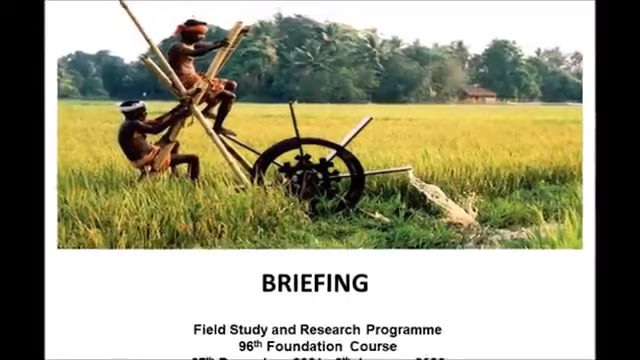 BRIEFING
Field Study and Research Programme
96th Foundation Course